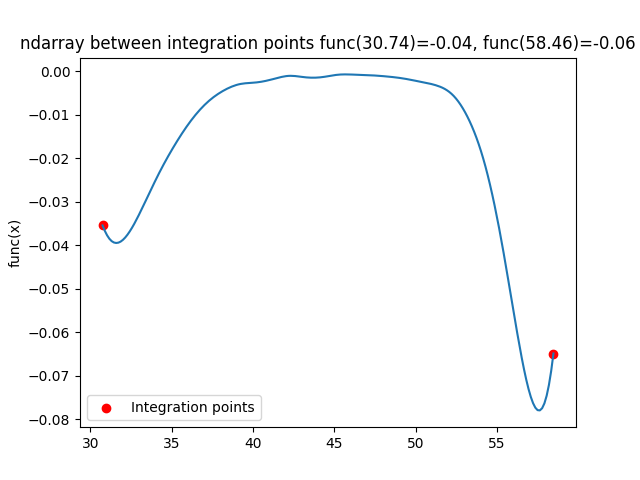 ndarray between integration points func(30.74)=-0.04, func(58.46)=-0.06
0.00
−0.01
−0.02
−0.03
−0.04
−0.05
−0.06
−0.07
−0.08
func(x)
Integration points
30 35 40 45 50 55